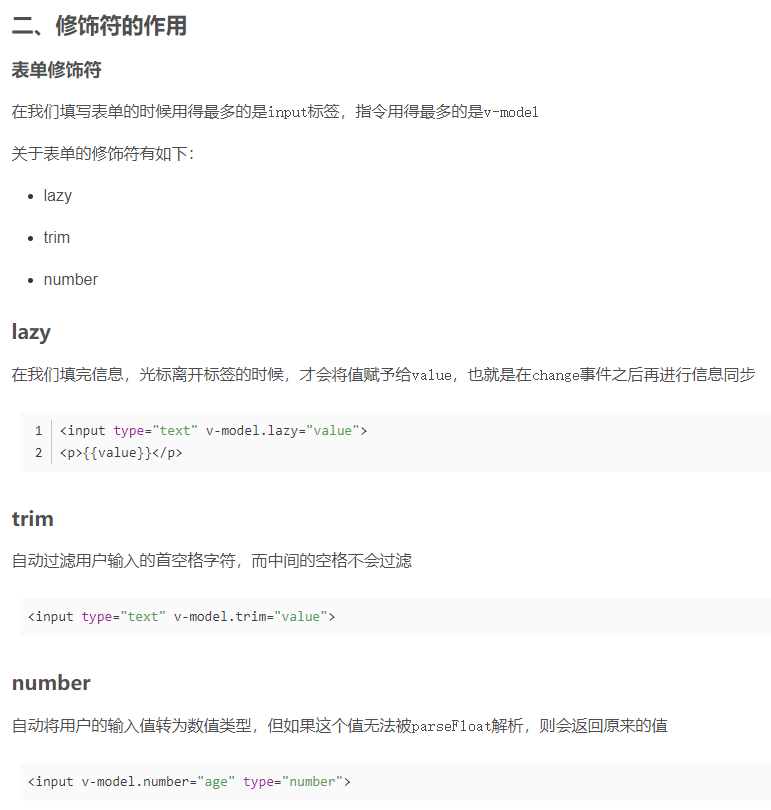 二、修饰符的作用
表单修饰符
在我们填写表单的时候用得最多的是input标签，指令用得最多的是v-model
关于表单的修饰符有如下：
• lazy
• trim
• number
lazy
在我们填完信息，光标离开标签的时候，才会将值赋予给value，也就是在change事件之后再进行信息同步
1 <input type="text" v-model.lazy="value">
2 <p>{{value}}</p>
trim
自动过滤用户输入的首空格字符，而中间的空格不会过滤
<input type="text" v-model.trim="value">
number
自动将用户的输入值转为数值类型，但如果这个值无法被parseFloat解析，则会返回原来的值
<input v-model.number="age" type="number">